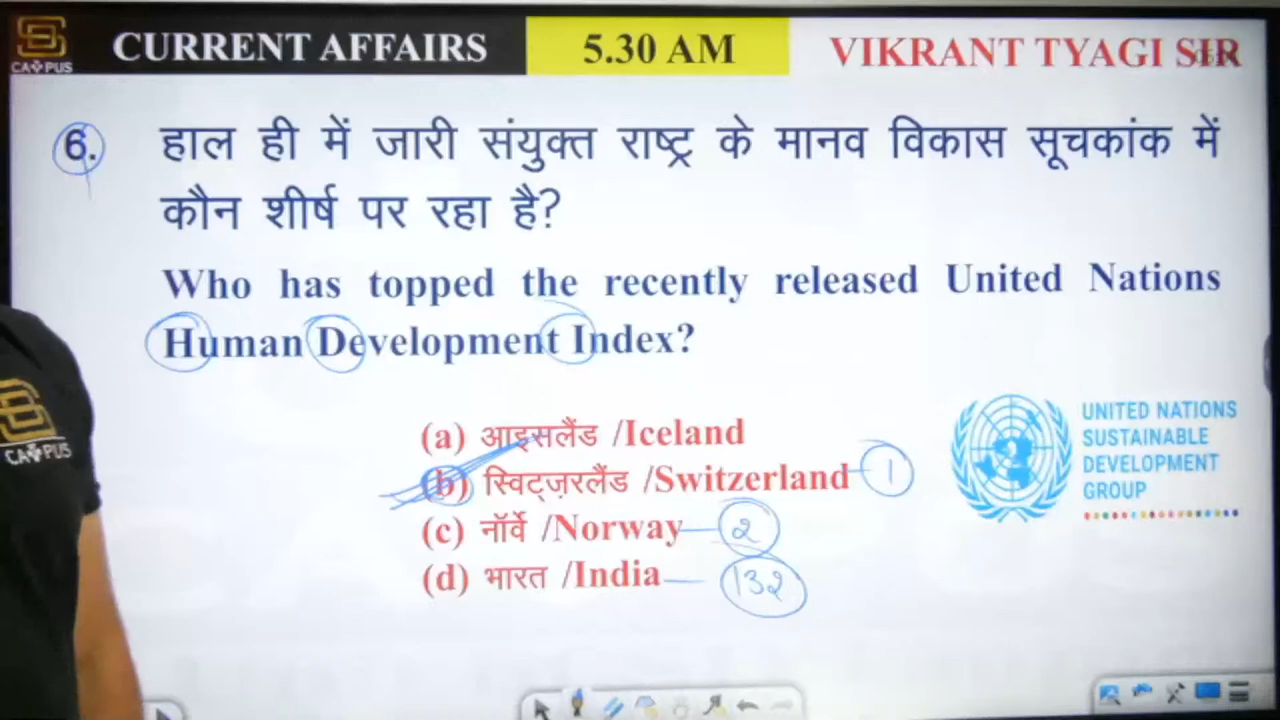 CAMPUS
CURRENT AFFAIRS
5.30 AM
VIKRANT TYAGI SIR
6. हाल ही में जारी संयुक्त राष्ट्र के मानव विकास सूचकांक में
कौन शीर्ष पर रहा है?
Who has topped the recently released United Nations
Human Development Index?
(a) आइसलैंड /Iceland
(b) स्विट्ज़रलैंड /Switzerland 1
(c) नॉर्वे /Norway 2
(d) भारत /India 132
UNITED NATIONS
SUSTAINABLE
DEVELOPMENT
GROUP
CAMPUS